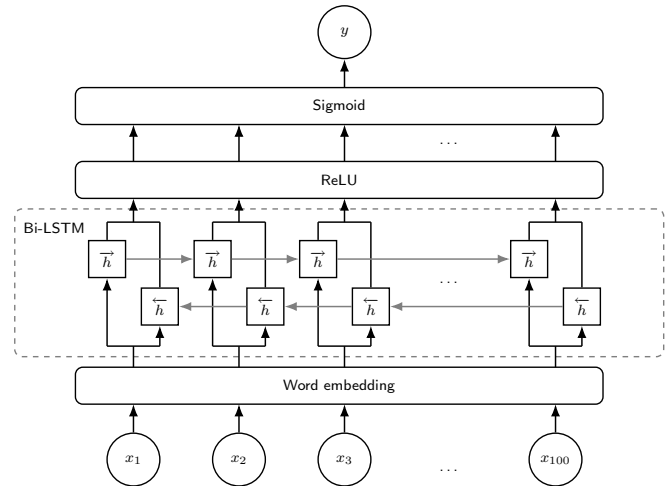 y
Sigmoid
...
ReLU
Bi-LSTM
→h →h →h →h
...
←h ←h ←h ←h
Word embedding
x₁ x₂ x₃ ... x₁₀₀